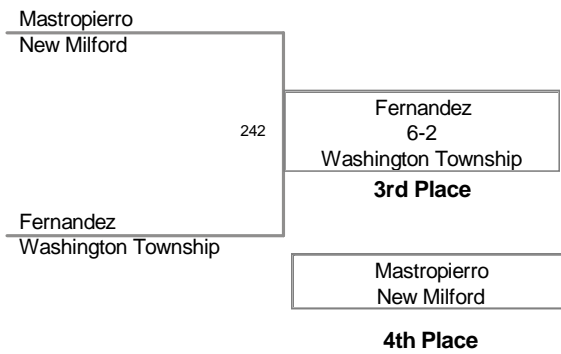 Mastropierro
New Milford
242
Fernandez
6-2
Washington Township
3rd Place
Fernandez
Washington Township
Mastropierro
New Milford
4th Place